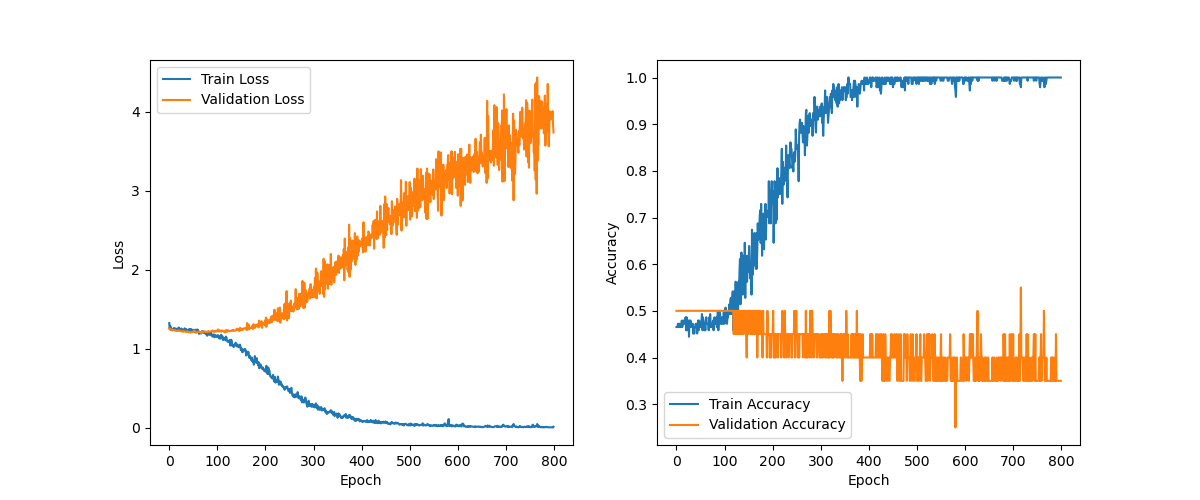 Train Loss
Validation Loss
4
3
2
1
0
Loss
0 100 200 300 400 500 600 700 800
Epoch
1.0
0.9
0.8
0.7
0.6
0.5
0.4
0.3
Accuracy
Train Accuracy
Validation Accuracy
0 100 200 300 400 500 600 700 800
Epoch